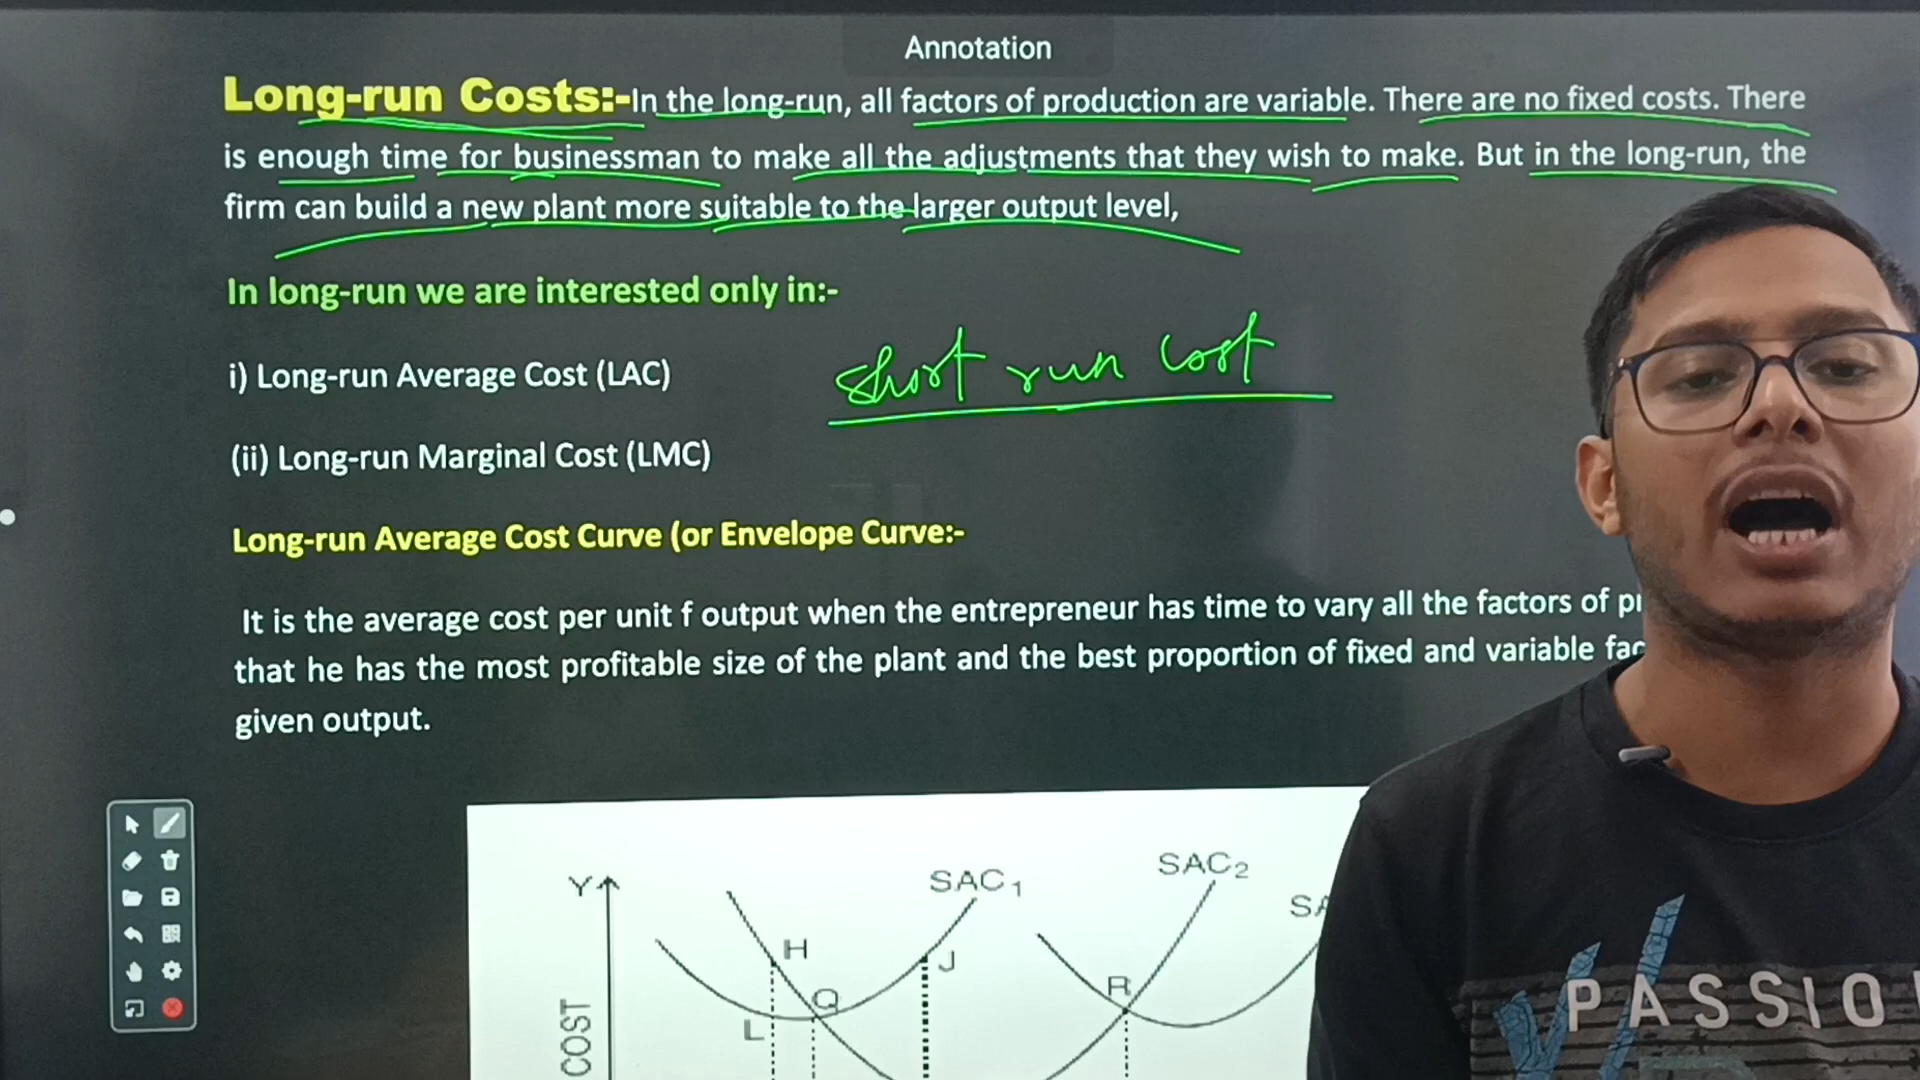 Annotation
Long-run Costs:-In the long-run, all factors of production are variable. There are no fixed costs. There
is enough time for businessman to make all the adjustments that they wish to make. But in the long-run, the
firm can build a new plant more suitable to the larger output level,
In long-run we are interested only in:-
i) Long-run Average Cost (LAC)
short run cost
(ii) Long-run Marginal Cost (LMC)
Long-run Average Cost Curve (or Envelope Curve:-
It is the average cost per unit f output when the entrepreneur has time to vary all the factors of
that he has the most profitable size of the plant and the best proportion of fixed and variable
given output.
SAC2
Y SAC1
H
J
R
Q
L
COST
PASSIO